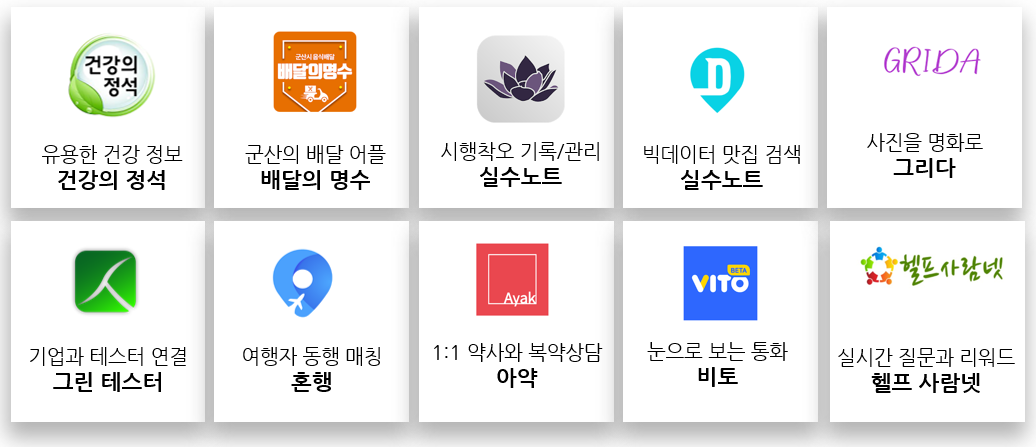 건강의
정석
유용한 건강 정보
건강의 정석
군산시 음식배달
배달의명수
군산의 배달 어플
배달의 명수
시행착오 기록/관리
실수노트
D
빅데이터 맛집 검색
실수노트
GRIDA
사진을 명화로
그리다
기업과 테스터 연결
그린 테스터
여행자 동행 매칭
혼행
Ayak
1:1 약사와 복약상담
아약
BETA
VITO
눈으로 보는 통화
비토
헬프사람넷
실시간 질문과 리워드
헬프 사람넷